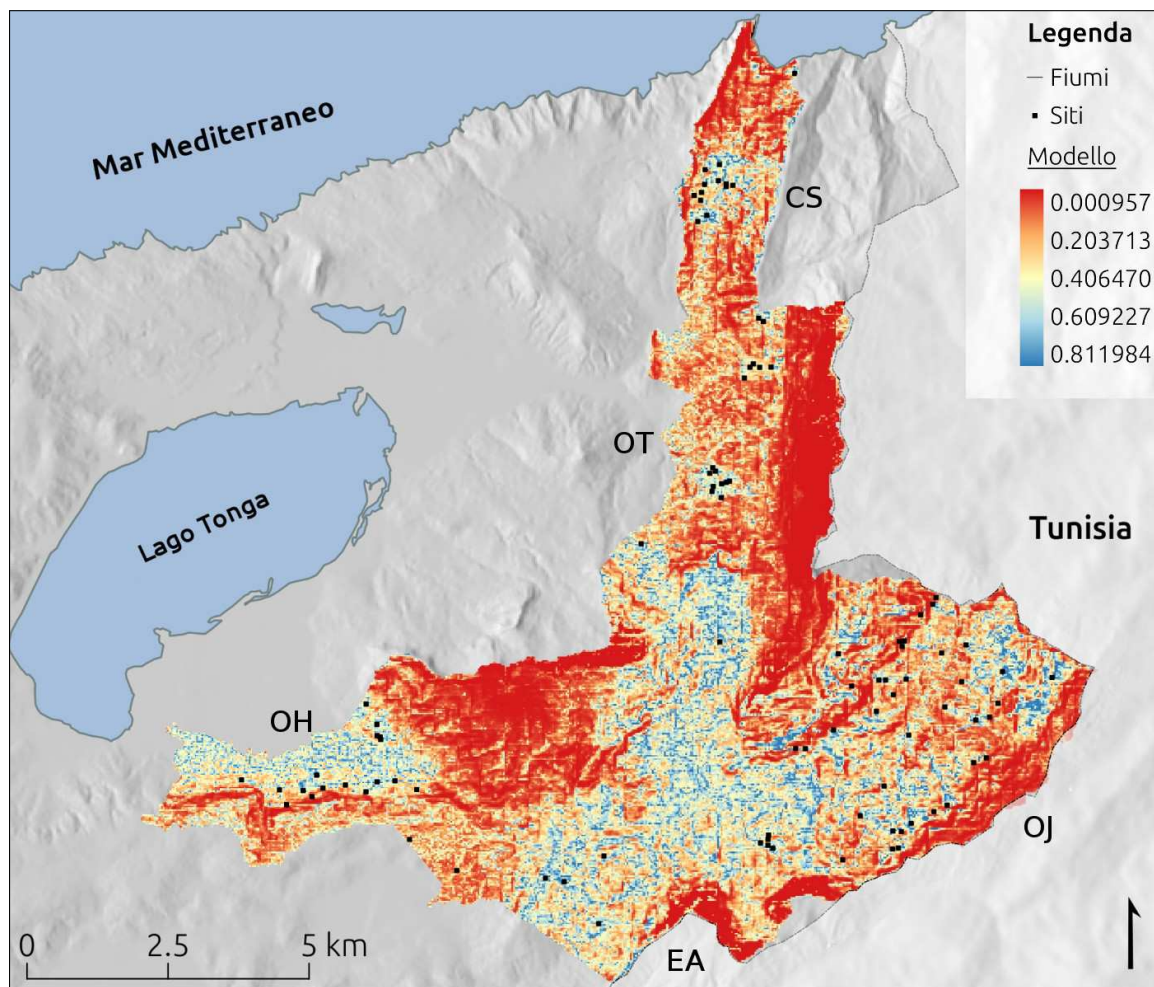 Legenda
Fiumi
Siti
Modello
0.000957
0.203713
0.406470
0.609227
0.811984
Mar Mediterraneo
CS
OT
Lago Tonga
Tunisia
OH
OJ
EA
0 2.5 5 km